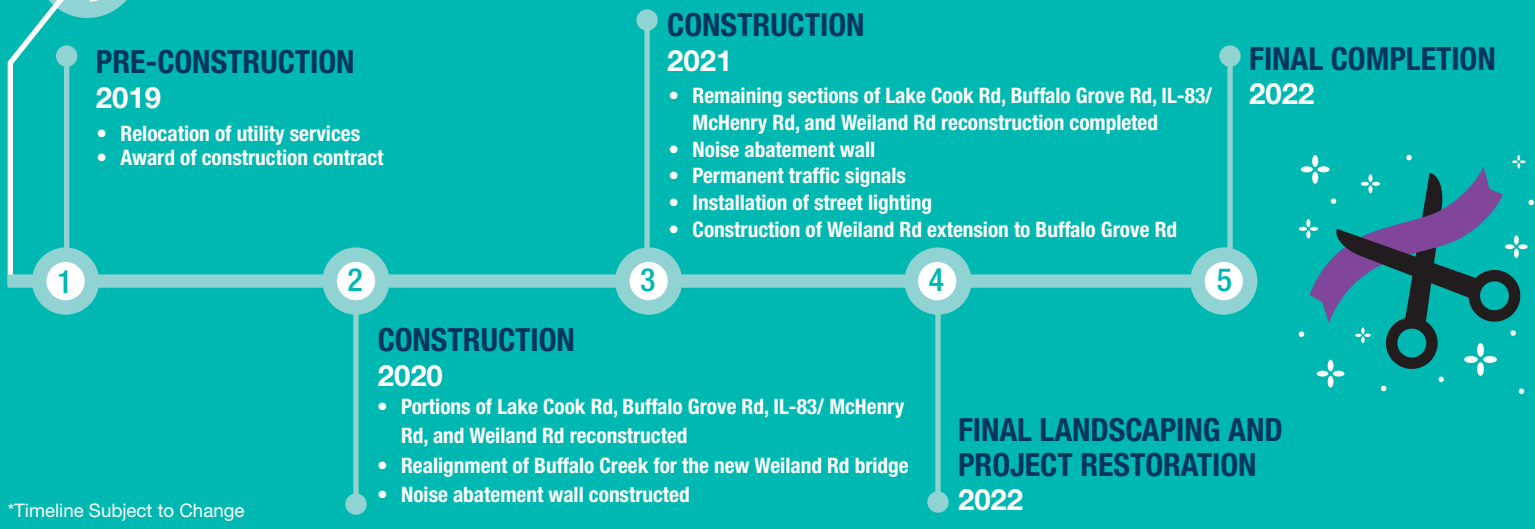 PRE-CONSTRUCTION
2019
• Relocation of utility services
• Award of construction contract
1
CONSTRUCTION
2020
• Portions of Lake Cook Rd, Buffalo Grove Rd, IL-83/ McHenry
Rd, and Weiland Rd reconstructed
• Realignment of Buffalo Creek for the new Weiland Rd bridge
• Noise abatement wall constructed
2
CONSTRUCTION
2021
• Remaining sections of Lake Cook Rd, Buffalo Grove Rd, IL-83/
McHenry Rd, and Weiland Rd reconstruction completed
• Noise abatement wall
• Permanent traffic signals
• Installation of street lighting
• Construction of Weiland Rd extension to Buffalo Grove Rd
3
FINAL LANDSCAPING AND
PROJECT RESTORATION
2022
4
FINAL COMPLETION
2022
5
*Timeline Subject to Change